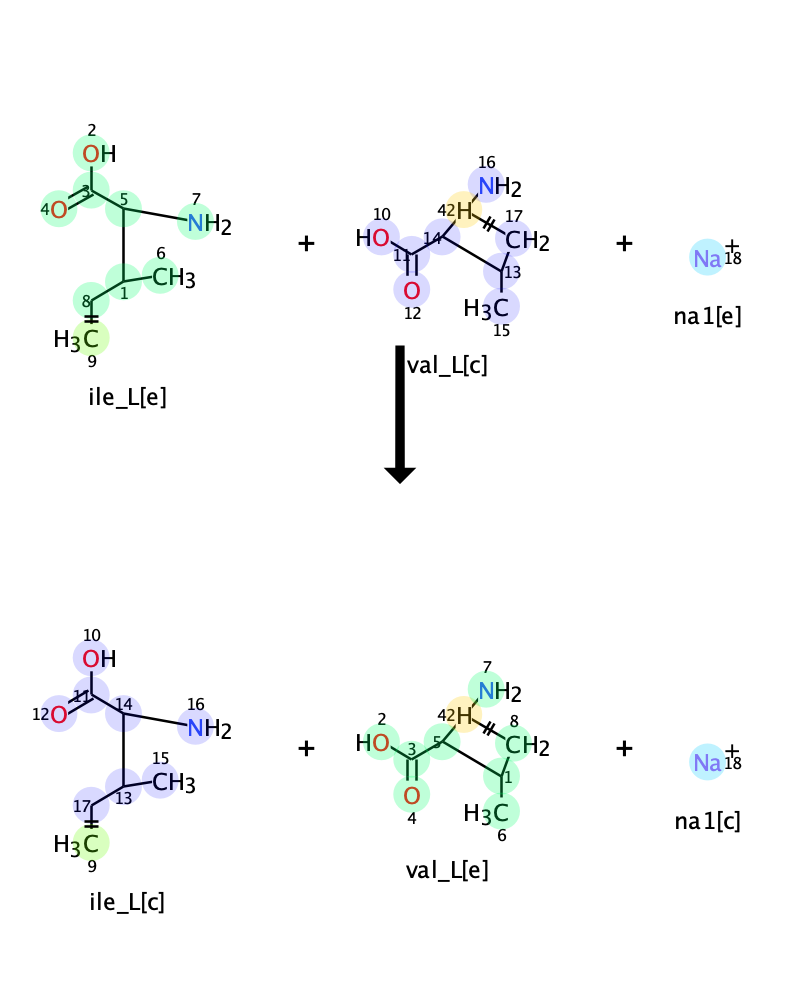 2
OH
3
4O
5
7
NH2
6
CH3
1
8
H3C
9
ile_L[e]
+
16
NH2
42H
17
CH2
10
HO
14
11
13
O
12
H3C
15
val_L[c]
+
Na+
18
na1[e]
10
OH
11
12O
14
16
NH2
15
CH3
13
17
H3C
9
ile_L[c]
+
7
NH2
42H
8
CH2
2
HO
5
3
1
O
4
H3C
6
val_L[e]
+
Na+
18
na1[c]